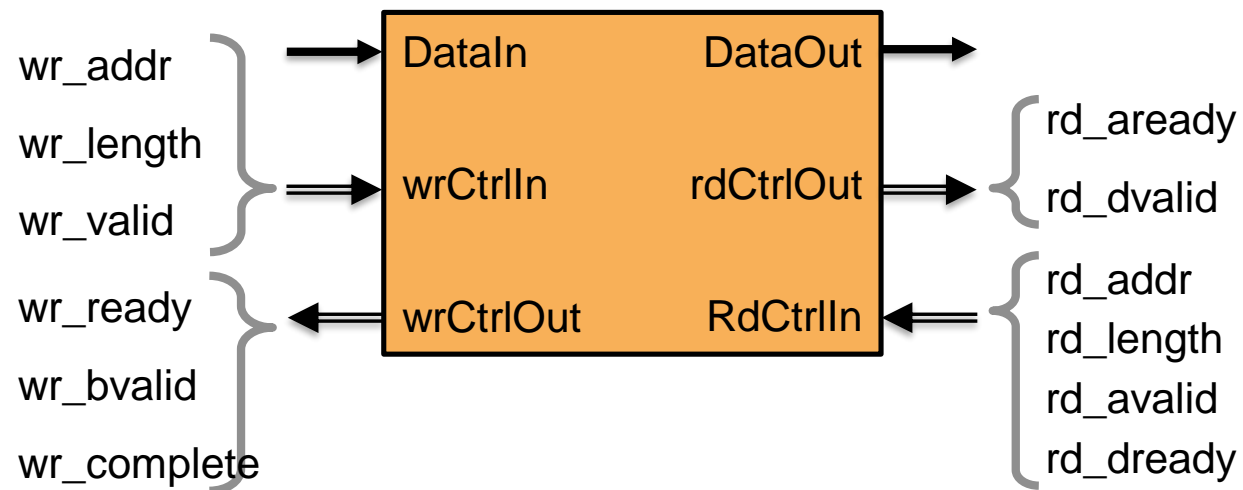 wr_addr
wr_length
wr_valid
wr_ready
wr_bvalid
wr_complete
DataIn
DataOut
wrCtrlIn
rdCtrlOut
wrCtrlOut
RdCtrlIn
rd_aready
rd_dvalid
rd_addr
rd_length
rd_avalid
rd_dready